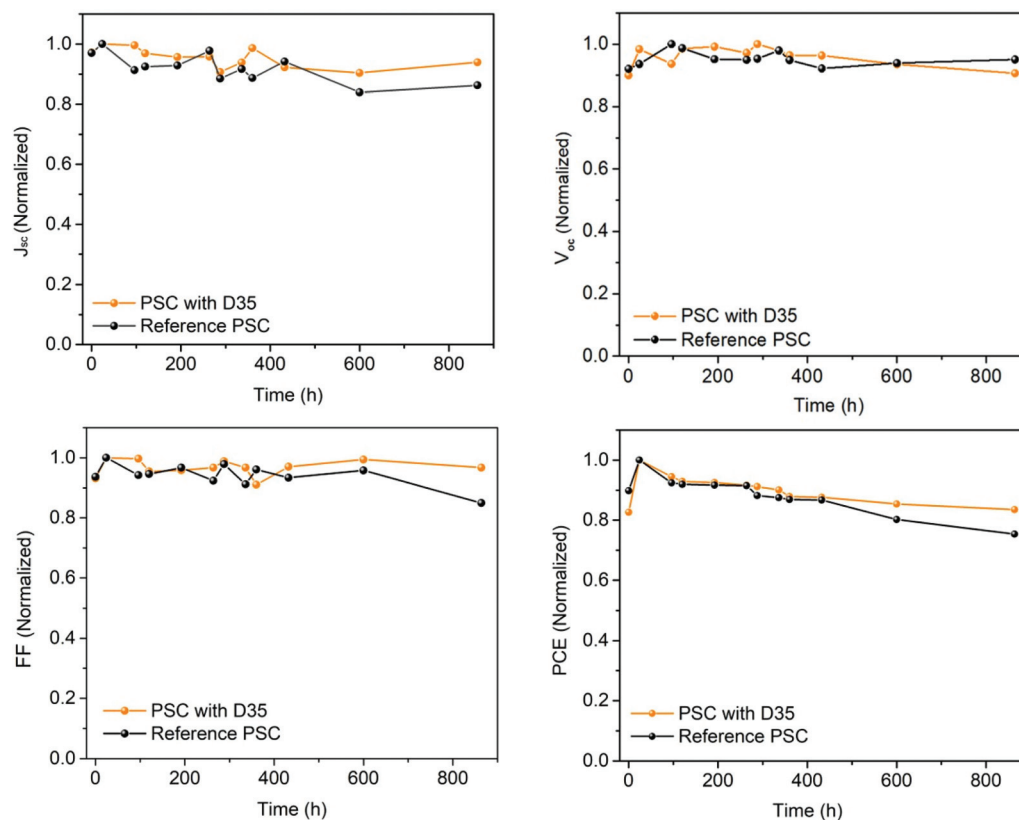 1.0
0.8
0.6
0.4
0.2
0.0
Jsc (Normalized)
PSC with D35
Reference PSC
0 200 400 600 800
Time (h)
1.0
0.8
0.6
0.4
0.2
0.0
Voc (Normalized)
PSC with D35
Reference PSC
0 200 400 600 800
Time (h)
1.0
0.8
0.6
0.4
0.2
0.0
FF (Normalized)
PSC with D35
Reference PSC
0 200 400 600 800
Time (h)
1.0
0.8
0.6
0.4
0.2
0.0
PCE (Normalized)
PSC with D35
Reference PSC
0 200 400 600 800
Time (h)